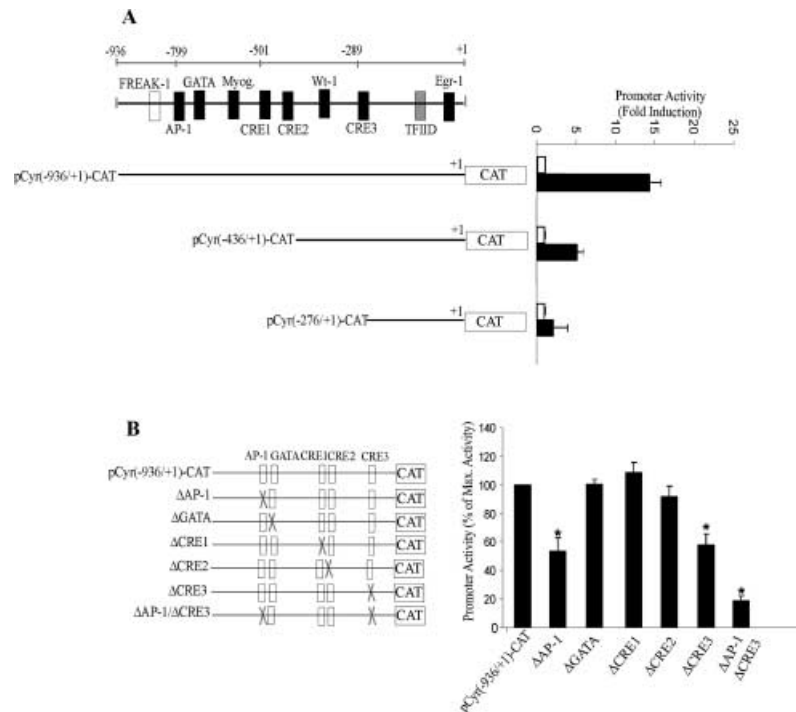 A
-936 -799 -501 -289 +1
FREAK-1 GATA Myog. Wt-1 Egr-1
AP-1 CRE1 CRE2 CRE3 TFIID
Promoter Activity
(Fold Induction)
0 5 10 15 20 25
pCyr(-936/+1)-CAT +1 CAT
pCyr(-436/+1)-CAT +1 CAT
pCyr(-276/+1)-CAT +1 CAT
B
AP-1 GATA CRE1 CRE2 CRE3
pCyr(-936/+1)-CAT CAT
ΔAP-1 CAT
ΔGATA CAT
ΔCRE1 CAT
ΔCRE2 CAT
ΔCRE3 CAT
ΔAP-1/ΔCRE3 CAT
Promoter Activity (% of Max. Activity)
140
120
100
80
60
40
20
0
* * *
pCyr(-936/+1)-CAT
ΔAP-1
ΔGATA
ΔCRE1
ΔCRE2
ΔCRE3
ΔAP-1
ΔCRE3